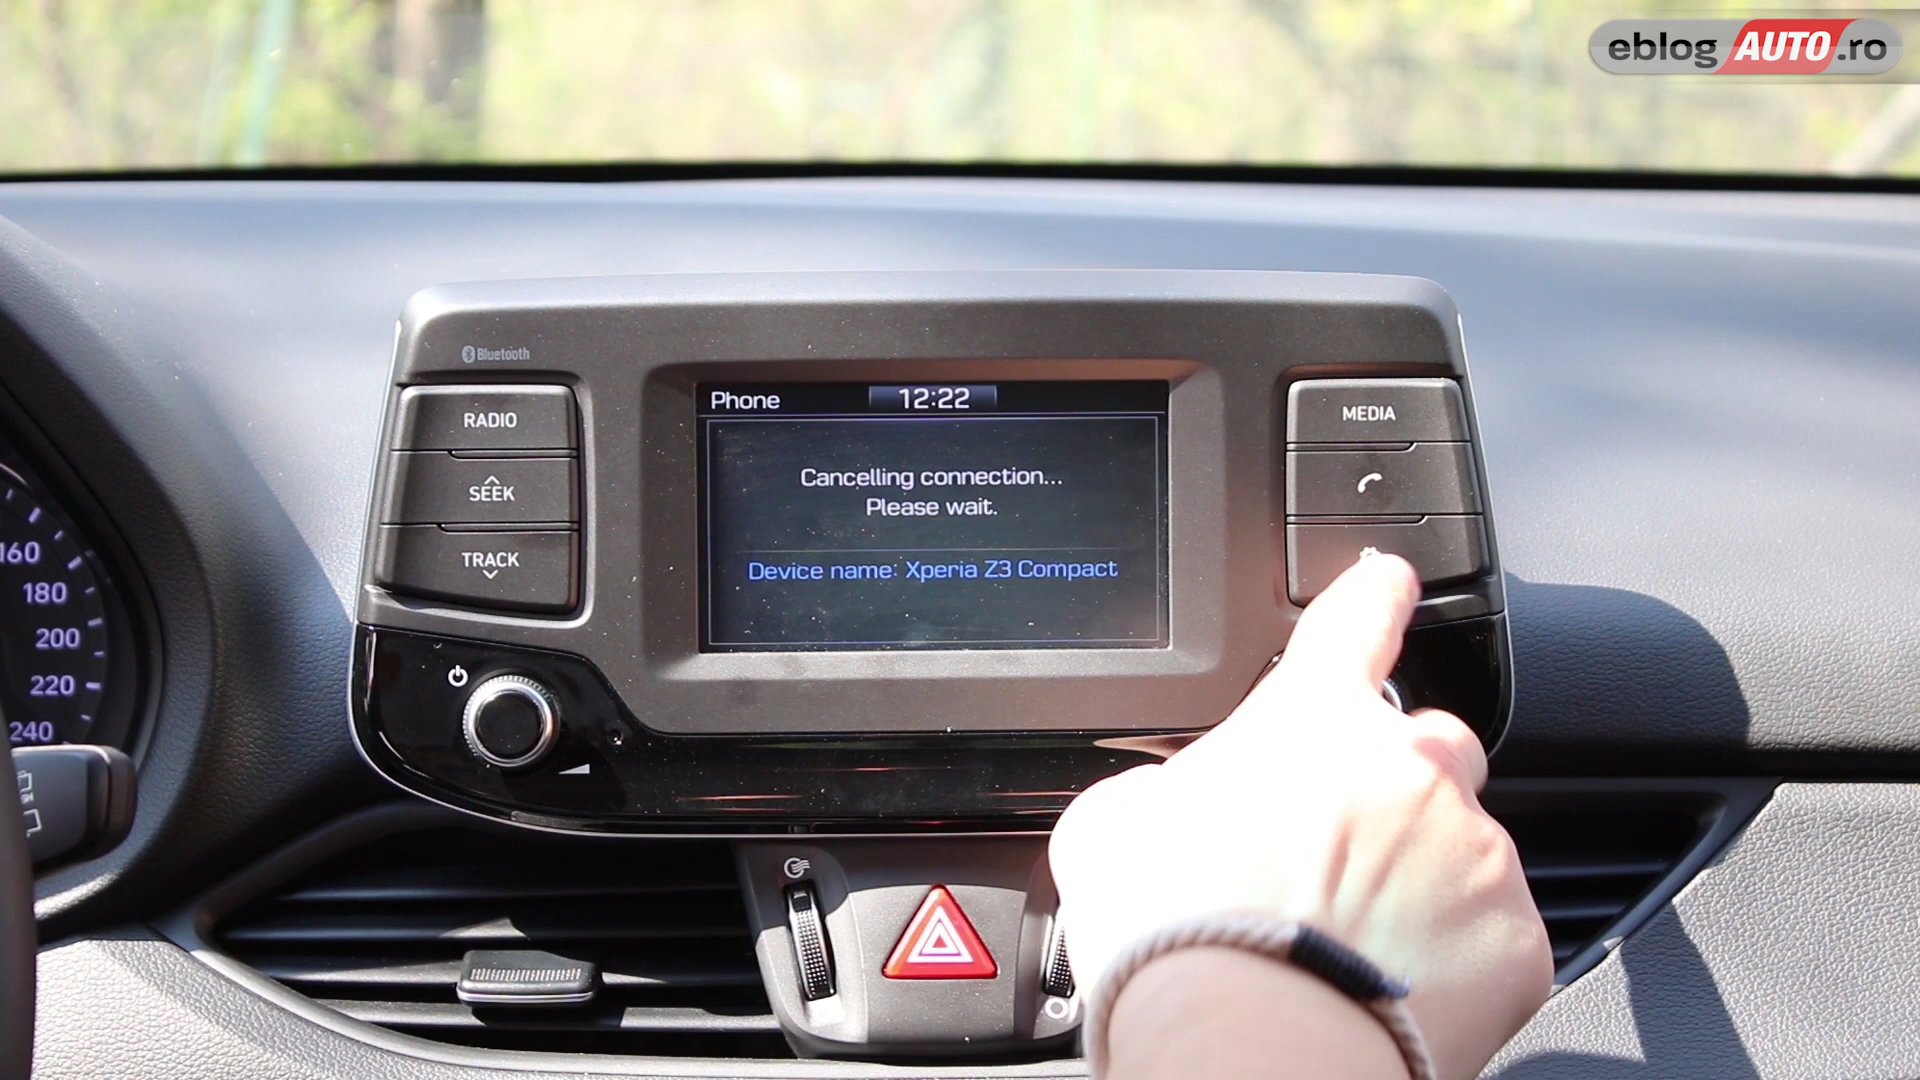 eblog AUTO.ro
Bluetooth
RADIO
SEEK
TRACK
Phone
12:22
Cancelling connection...
Please wait.
Device name: Xperia Z3 Compact
MEDIA
160
180
200
220
240